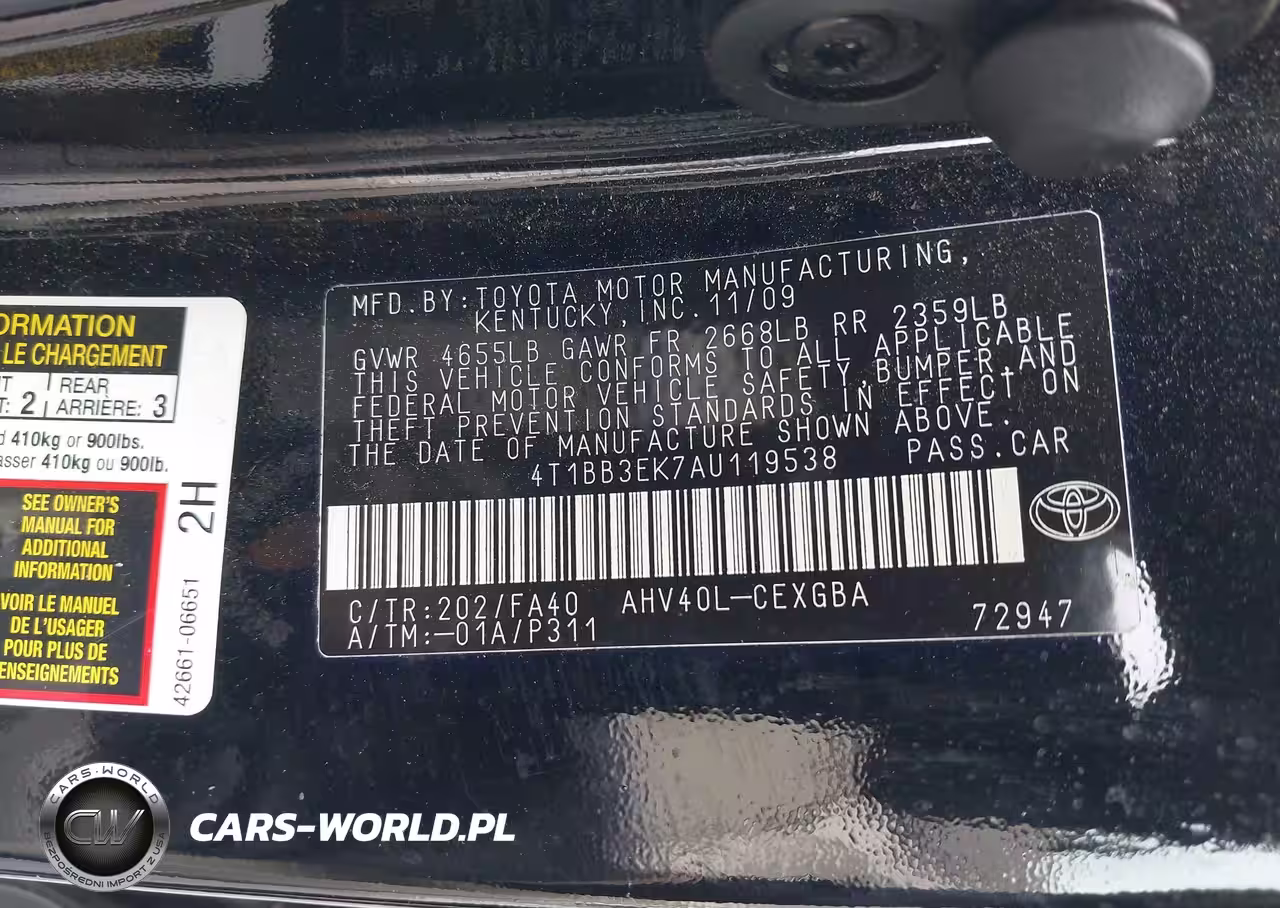 MFD.BY:TOYOTA MOTOR MANUFACTURING,
KENTUCKY,INC.11/09
GVWR 4655LB GAWR FR 2668LB RR 2359LB
THIS VEHICLE CONFORMS TO ALL APPLICABLE
FEDERAL MOTOR VEHICLE SAFETY,BUMPER,AND
THEFT PREVENTION STANDARDS IN EFFECT ON
THE DATE OF MANUFACTURE SHOWN ABOVE.
4T1BB3EK7AU119538 PASS.CAR
C/TR:202/FA40 AHV40L-CEXGBA
A/TM:-01A/P311 72947
ORMATION
LE CHARGEMENT
T: 2 REAR
ARRIÈRE: 3
410kg or 900lbs.
asser 410kg ou 900lb.
SEE OWNER'S
MANUAL FOR
ADDITIONAL
INFORMATION
VOIR LE MANUEL
DE L'USAGER
POUR PLUS DE
ENSEIGNEMENTS
2H
42661-06651
CARS-WORLD
CW
BEZPOŚREDNI IMPORT Z USA
CARS-WORLD.PL